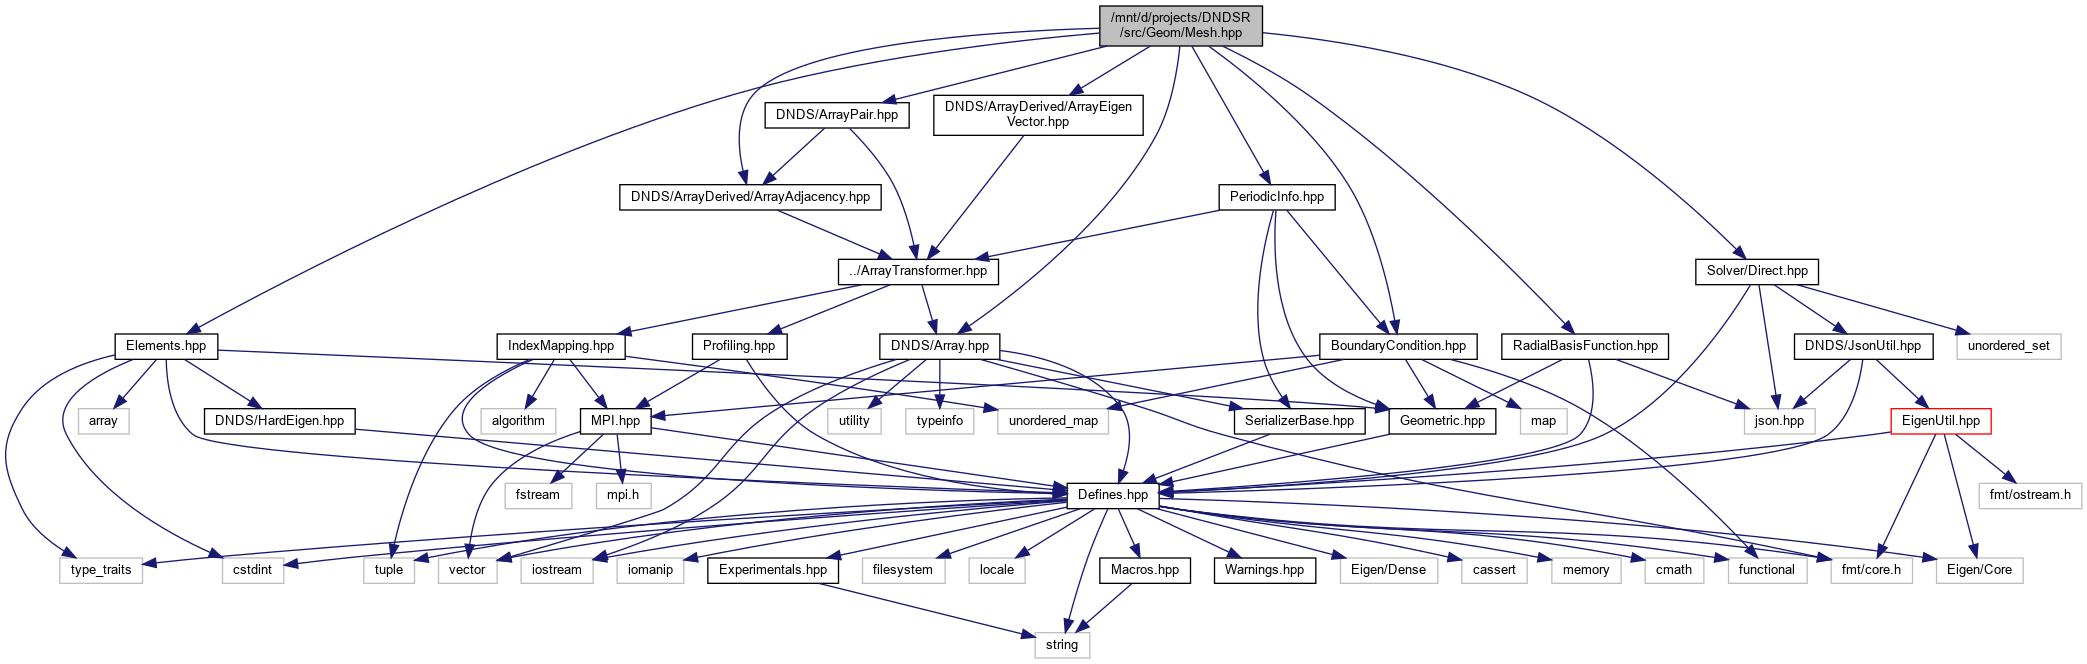 /mnt/d/projects/DNDSR
/src/Geom/Mesh.hpp
DNDS/ArrayPair.hpp
DNDS/ArrayDerived/ArrayEigen
Vector.hpp
DNDS/ArrayDerived/ArrayAdjacency.hpp
PeriodicInfo.hpp
../ArrayTransformer.hpp
Solver/Direct.hpp
Elements.hpp
IndexMapping.hpp
Profiling.hpp
DNDS/Array.hpp
BoundaryCondition.hpp
RadialBasisFunction.hpp
DNDS/JsonUtil.hpp
unordered_set
array
DNDS/HardEigen.hpp
algorithm
MPI.hpp
utility
typeinfo
unordered_map
SerializerBase.hpp
Geometric.hpp
map
json.hpp
EigenUtil.hpp
fstream
mpi.h
Defines.hpp
fmt/ostream.h
type_traits
cstdint
tuple
vector
iostream
iomanip
Experimentals.hpp
filesystem
locale
Macros.hpp
Warnings.hpp
Eigen/Dense
cassert
memory
cmath
functional
fmt/core.h
Eigen/Core
string